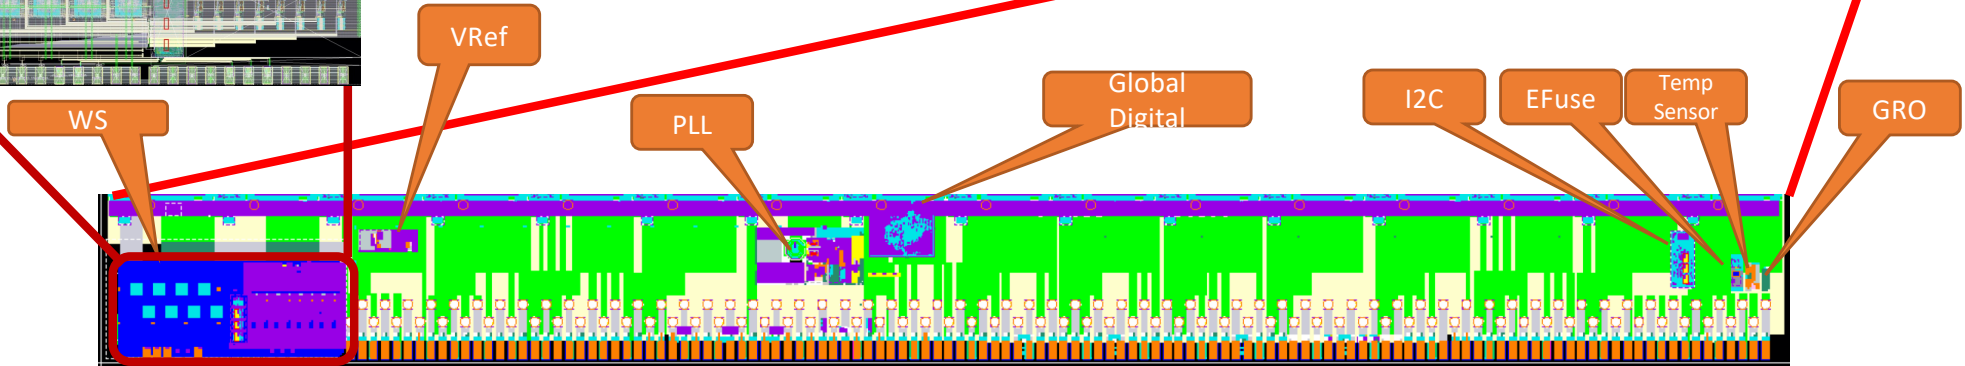 VRef
WS
PLL
Global
Digital
I2C
EFuse
Temp
Sensor
GRO